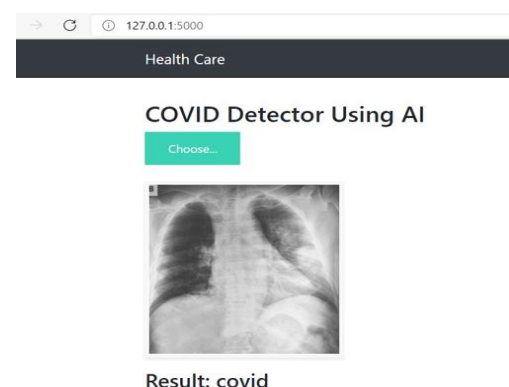 127.0.0.1:5000
Health Care
COVID Detector Using AI
Choose...
Result: covid